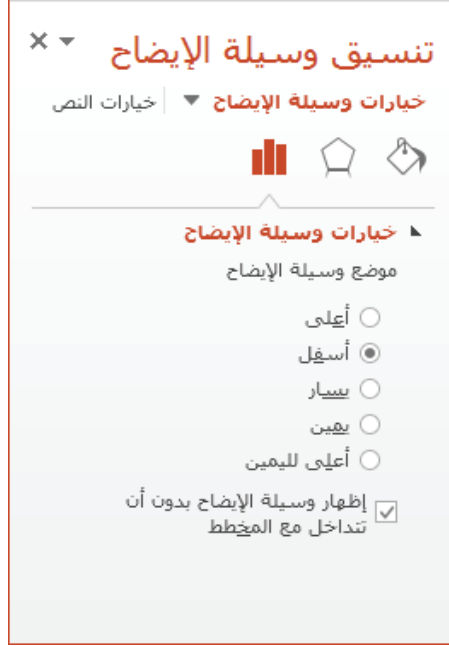 تنسيق وسيلة الإيضاح
خيارات وسيلة الإيضاح
خيارات النص
خيارات وسيلة الإيضاح
موضع وسيلة الإيضاح
أعلى
أسفل
يسار
يمين
أعلى لليمين
إظهار وسيلة الإيضاح بدون أن
تتداخل مع المخطط